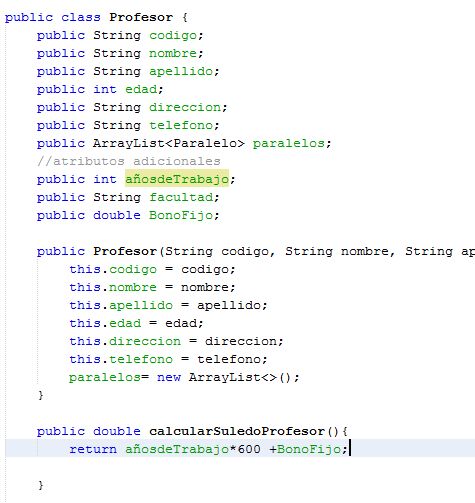 public class Profesor {
public String codigo;
public String nombre;
public String apellido;
public int edad;
public String direccion;
public String telefono;
public ArrayList<Paralelo> paralelos;
//atributos adicionales
public int añosdeTrabajo;
public String facultad;
public double BonoFijo;
public Profesor(String codigo, String nombre, String ap
this.codigo = codigo;
this.nombre = nombre;
this.apellido = apellido;
this.edad = edad;
this.direccion = direccion;
this.telefono = telefono;
paralelos= new ArrayList<>();
}
public double calcularSuledoProfesor(){
return añosdeTrabajo*600 +BonoFijo;
}